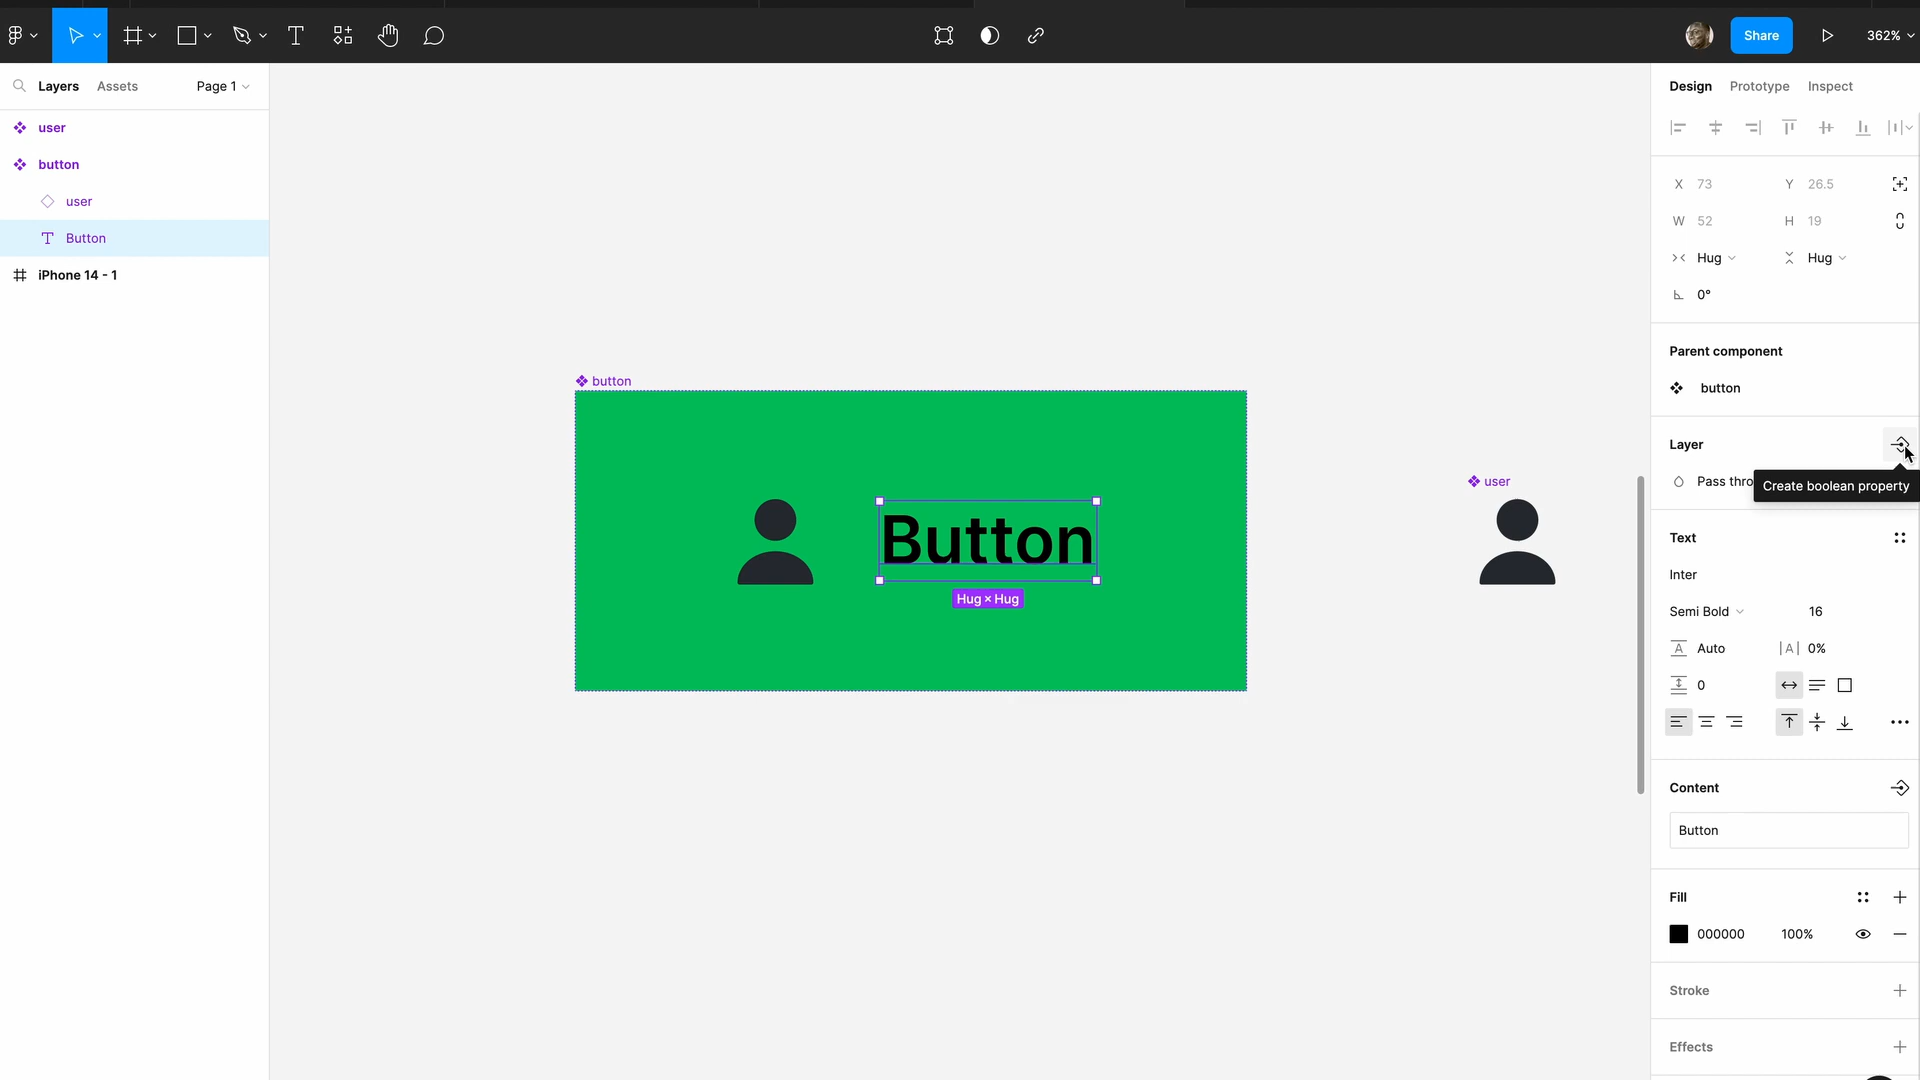 Share
362%
Layers
Assets
Page 1
user
button
user
Button
iPhone 14 - 1
button
Button
Hug × Hug
user
Design
Prototype
Inspect
X 73
Y 26.5
W 52
H 19
Hug
Hug
0°
Parent component
button
Layer
Pass thro
Create boolean property
Text
Inter
Semi Bold
16
Auto
0%
0
Content
Button
Fill
000000
100%
Stroke
Effects